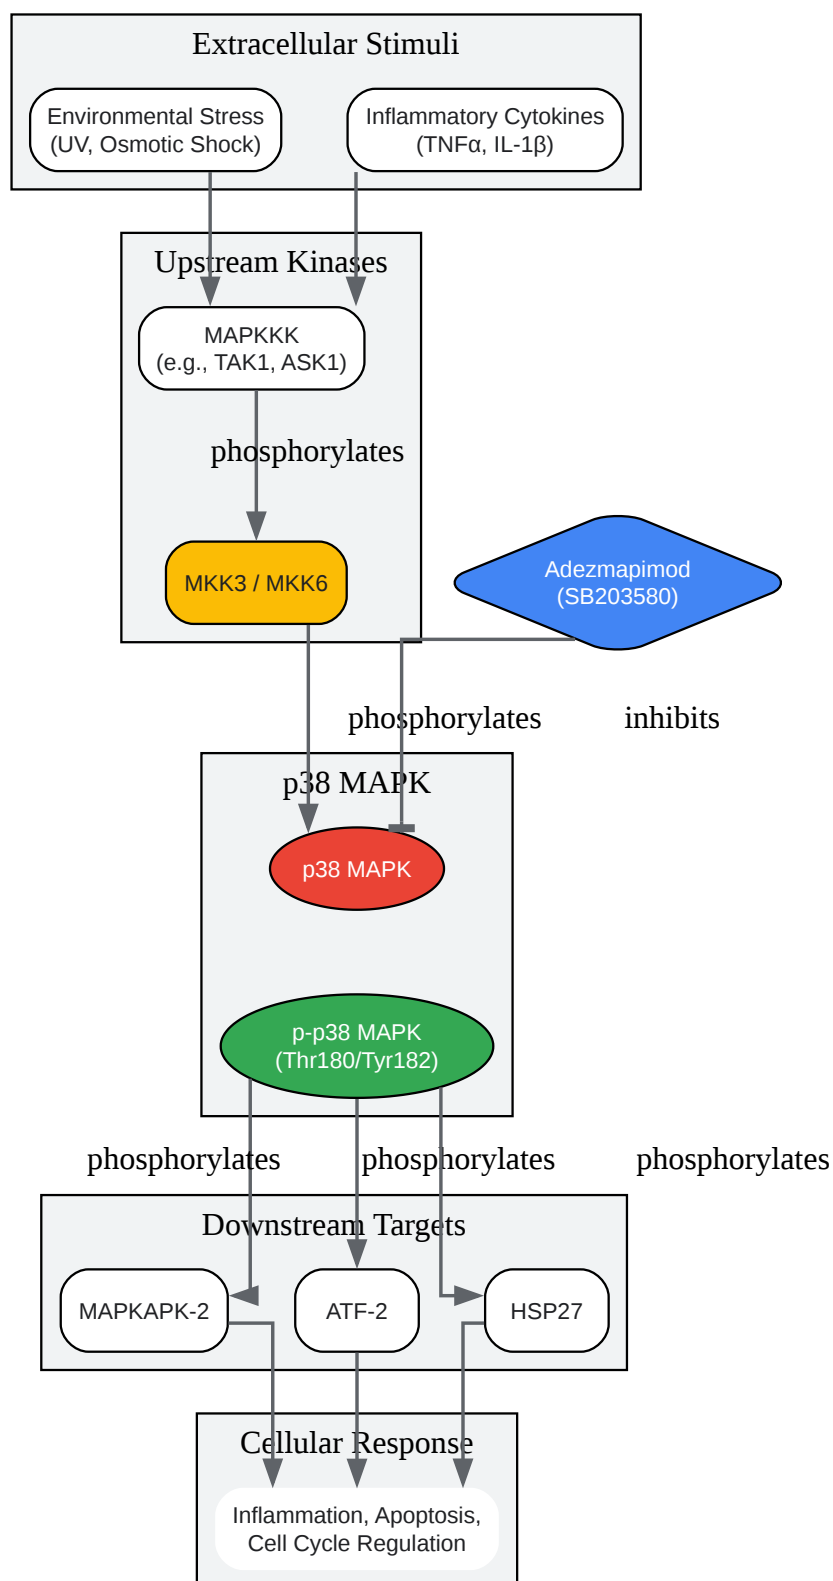 Extracellular Stimuli
Environmental Stress
(UV, Osmotic Shock)
Inflammatory Cytokines
(TNFα, IL-1β)
Upstream Kinases
MAPKKK
(e.g., TAK1, ASK1)
phosphorylates
MKK3 / MKK6
Adezmapimod
(SB203580)
phosphorylates
inhibits
p38 MAPK
p38 MAPK
p-p38 MAPK
(Thr180/Tyr182)
phosphorylates
phosphorylates
phosphorylates
Downstream Targets
MAPKAPK-2
ATF-2
HSP27
Cellular Response
Inflammation, Apoptosis,
Cell Cycle Regulation